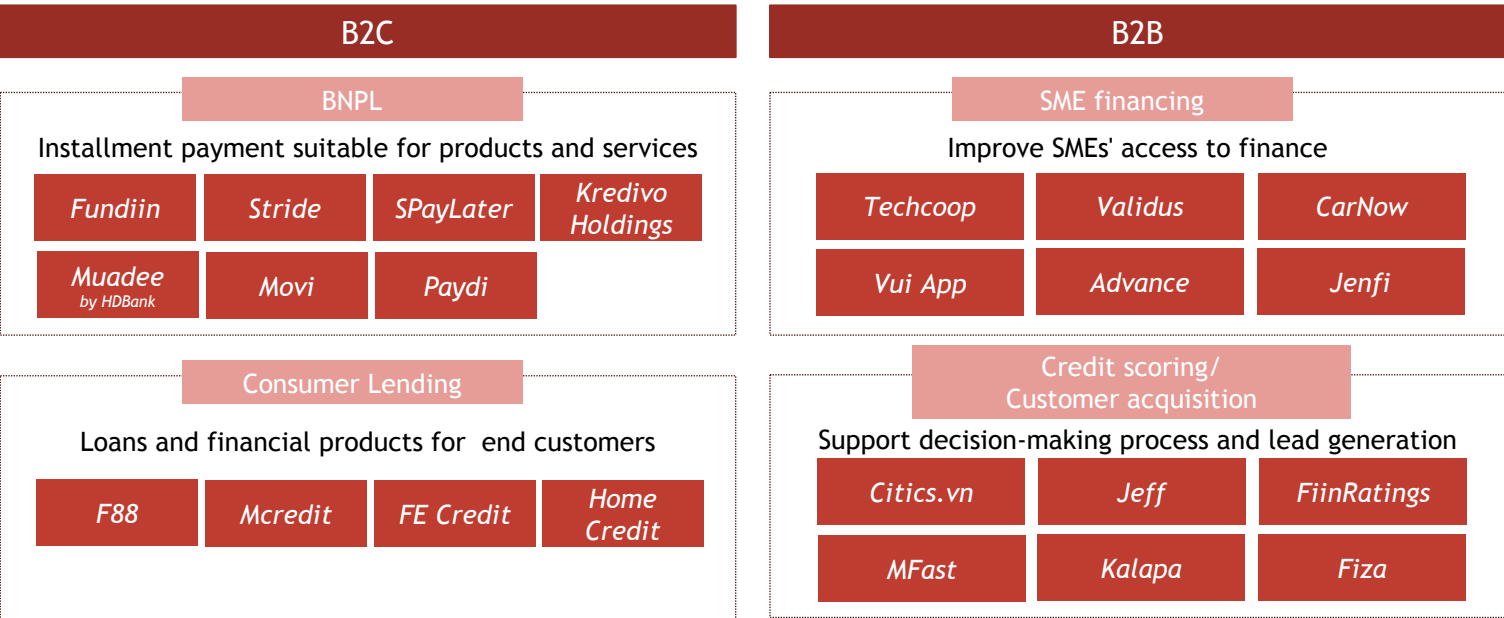 B2C
BNPL
Installment payment suitable for products and services
Fundiin
Stride
SPayLater
Kredivo
Holdings
Muadee
by HDBank
Movi
Paydi
Consumer Lending
Loans and financial products for end customers
F88
Mcredit
FE Credit
Home
Credit
B2B
SME financing
Improve SMEs' access to finance
Techcoop
Validus
CarNow
Vui App
Advance
Jenfi
Credit scoring/
Customer acquisition
Support decision-making process and lead generation
Citics.vn
Jeff
FiinRatings
MFast
Kalapa
Fiza